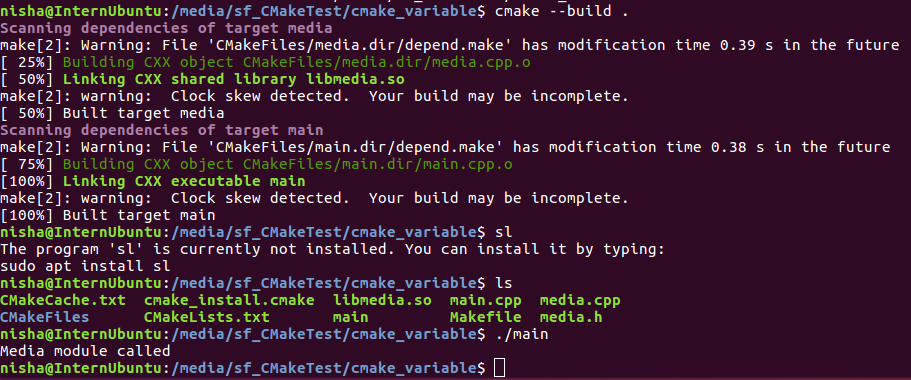 nisha@InternUbuntu:/media/sf_CMakeTest/cmake_variable$ cmake --build .
Scanning dependencies of target media
make[2]: Warning: File 'CMakeFiles/media.dir/depend.make' has modification time 0.39 s in the future
[ 25%] Building CXX object CMakeFiles/media.dir/media.cpp.o
[ 50%] Linking CXX shared library libmedia.so
make[2]: warning:  Clock skew detected.  Your build may be incomplete.
[ 50%] Built target media
Scanning dependencies of target main
make[2]: Warning: File 'CMakeFiles/main.dir/depend.make' has modification time 0.38 s in the future
[ 75%] Building CXX object CMakeFiles/main.dir/main.cpp.o
[100%] Linking CXX executable main
make[2]: warning:  Clock skew detected.  Your build may be incomplete.
[100%] Built target main
nisha@InternUbuntu:/media/sf_CMakeTest/cmake_variable$ sl
The program 'sl' is currently not installed. You can install it by typing:
sudo apt install sl
nisha@InternUbuntu:/media/sf_CMakeTest/cmake_variable$ ls
CMakeCache.txt  cmake_install.cmake  libmedia.so  main.cpp  media.cpp
CMakeFiles      CMakeLists.txt       main         Makefile  media.h
nisha@InternUbuntu:/media/sf_CMakeTest/cmake_variable$ ./main
Media module called
nisha@InternUbuntu:/media/sf_CMakeTest/cmake_variable$